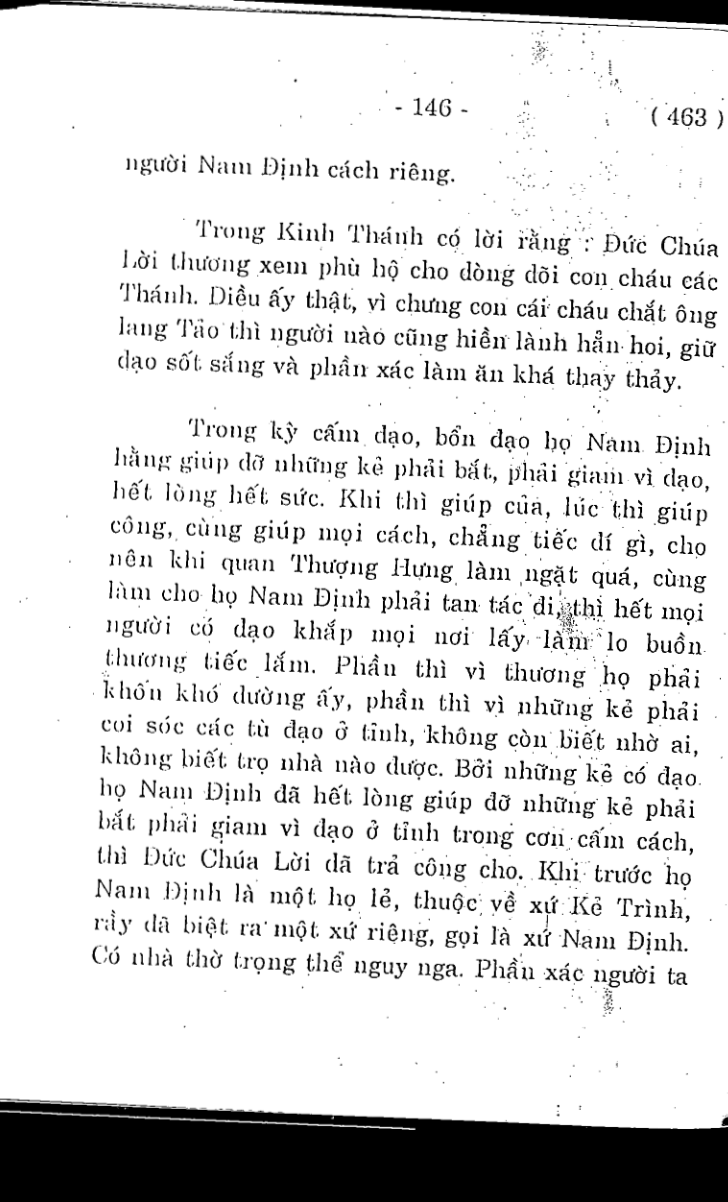 - 146 - ( 463 )
người Nam Định cách riêng.
Trong Kinh Thánh có lời rằng : Đức Chúa
Lời thương xem phù hộ cho dòng dõi con cháu các
Thánh. Điều ấy thật, vì chưng con cái cháu chắt ông
lang Tảo thì người nào cũng hiền lành hẳn hoi, giữ
đạo sốt sắng và phần xác làm ăn khá thay thảy.
Trong kỳ cấm đạo, bổn đạo họ Nam Định
hằng giúp đỡ những kẻ phải bắt, phải giam vì đạo,
hết lòng hết sức. Khi thì giúp của, lúc thì giúp
công, cùng giúp mọi cách, chẳng tiếc dí gì, cho
nên khi quan Thượng Hưng làm ngặt quá, cùng
làm cho họ Nam Định phải tan tác đi, thì hết mọi
người có đạo khắp mọi nơi lấy làm lo buồn
thương tiếc lắm. Phần thì vì thương họ phải
khốn khó dường ấy, phần thì vì những kẻ phải
coi sóc các tù đạo ở tỉnh, không còn biết nhờ ai,
không biết trọ nhà nào được. Bởi những kẻ có đạo
họ Nam Định đã hết lòng giúp đỡ những kẻ phải
bắt phải giam vì đạo ở tỉnh trong cơn cấm cách,
thì Đức Chúa Lời đã trả công cho. Khi trước họ
Nam Định là một họ lẻ, thuộc về xứ Kẻ Trình,
rầy đã biệt ra một xứ riêng, gọi là xứ Nam Định.
Có nhà thờ trọng thể nguy nga. Phần xác người ta